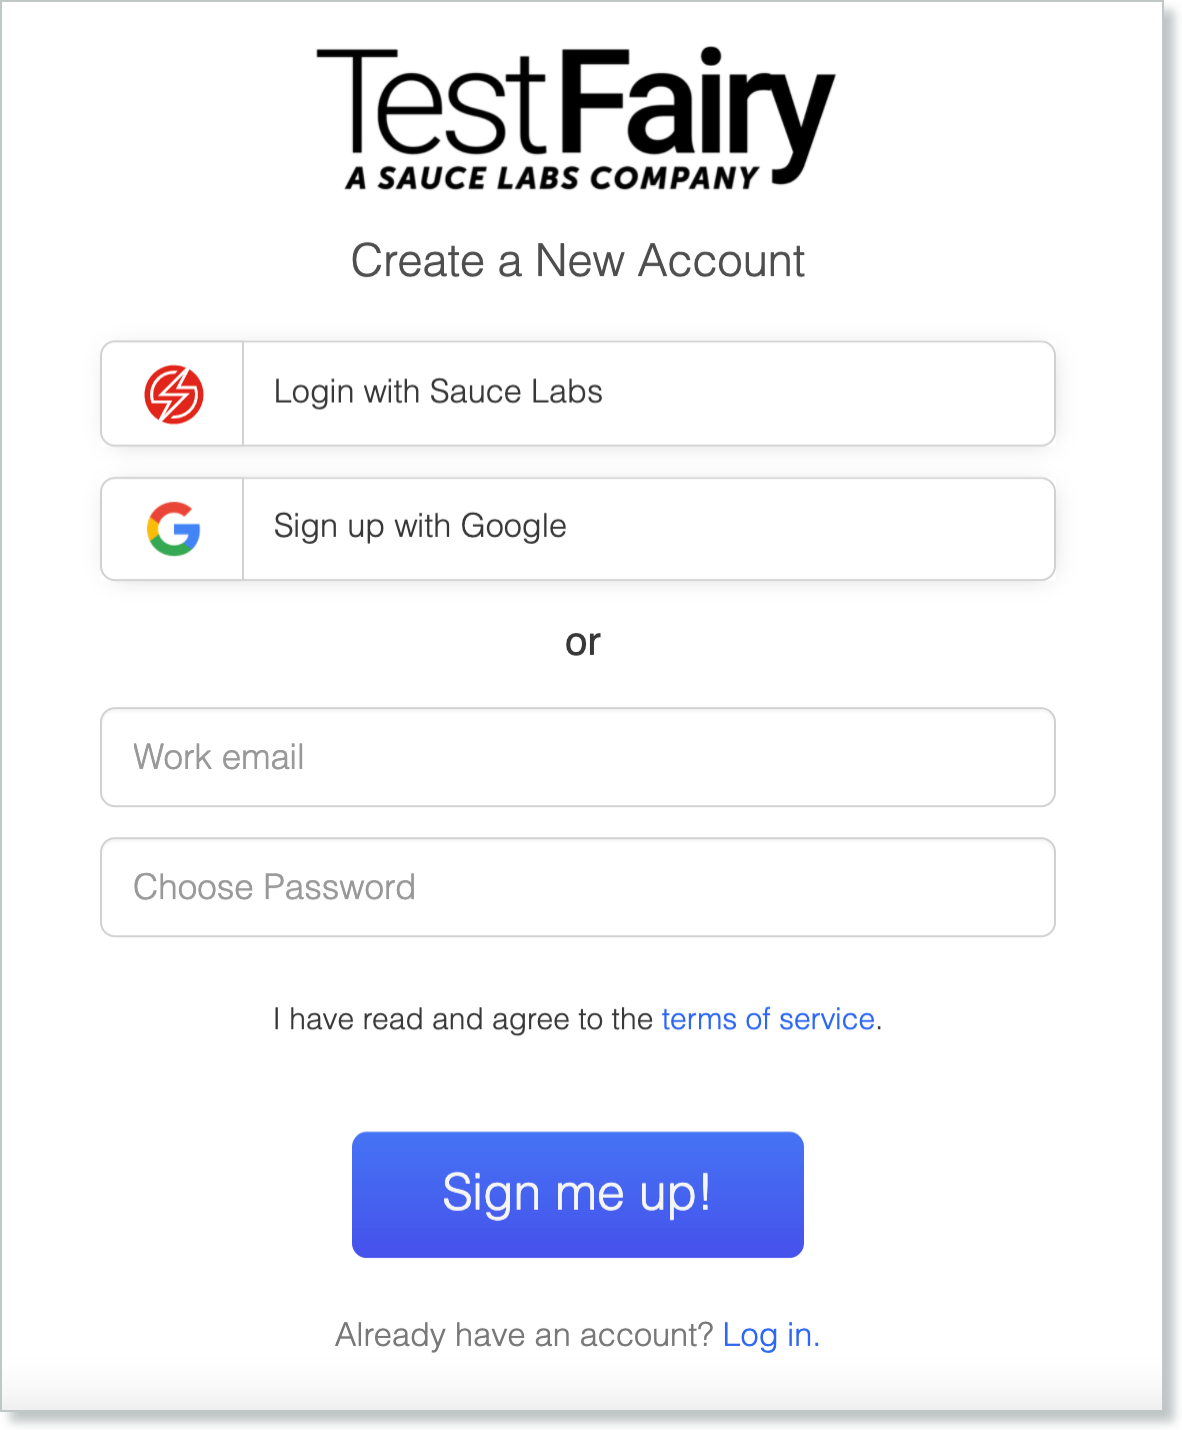 TestFairy
A SAUCE LABS COMPANY
Create a New Account
Login with Sauce Labs
Sign up with Google
or
Work email
Choose Password
I have read and agree to the terms of service.
Sign me up!
Already have an account? Log in.